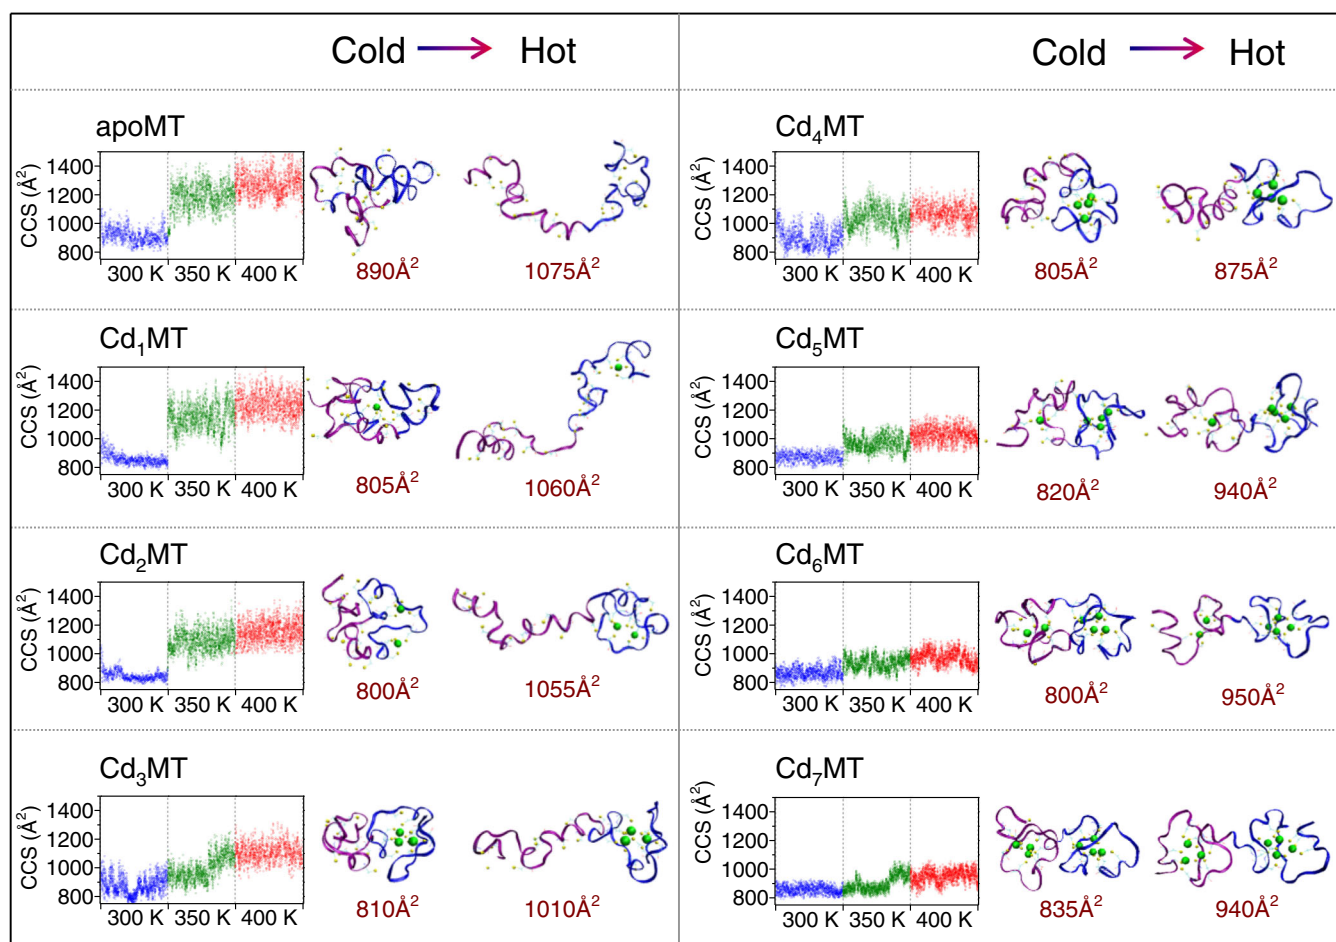 Cold Hot
apoMT
CCS (Å²)
1400
1200
1000
800
300 K 350 K 400 K
890Å² 1075Å²
Cd₁MT
CCS (Å²)
1400
1200
1000
800
300 K 350 K 400 K
805Å² 1060Å²
Cd₂MT
CCS (Å²)
1400
1200
1000
800
300 K 350 K 400 K
800Å² 1055Å²
Cd₃MT
CCS (Å²)
1400
1200
1000
800
300 K 350 K 400 K
810Å² 1010Å²
Cold Hot
Cd₄MT
CCS (Å²)
1400
1200
1000
800
300 K 350 K 400 K
805Å² 875Å²
Cd₅MT
CCS (Å²)
1400
1200
1000
800
300 K 350 K 400 K
820Å² 940Å²
Cd₆MT
CCS (Å²)
1400
1200
1000
800
300 K 350 K 400 K
800Å² 950Å²
Cd₇MT
CCS (Å²)
1400
1200
1000
800
300 K 350 K 400 K
835Å² 940Å²